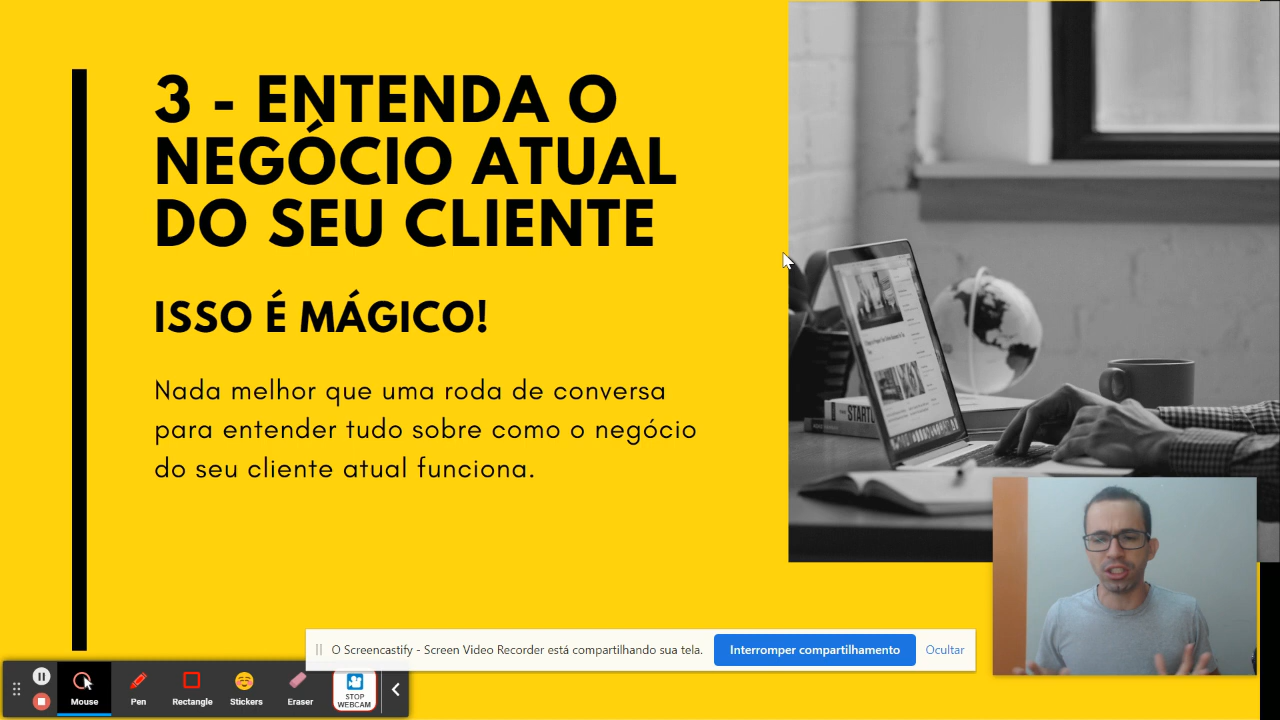 3 - ENTENDA O
NEGÓCIO ATUAL
DO SEU CLIENTE
ISSO É MÁGICO!
Nada melhor que uma roda de conversa
para entender tudo sobre como o negócio
do seu cliente atual funciona.
START
O Screencastify - Screen Video Recorder está compartilhando sua tela.
Interromper compartilhamento
Ocultar
Mouse
Pen
Rectangle
Stickers
Eraser
STOP
WEBCAM